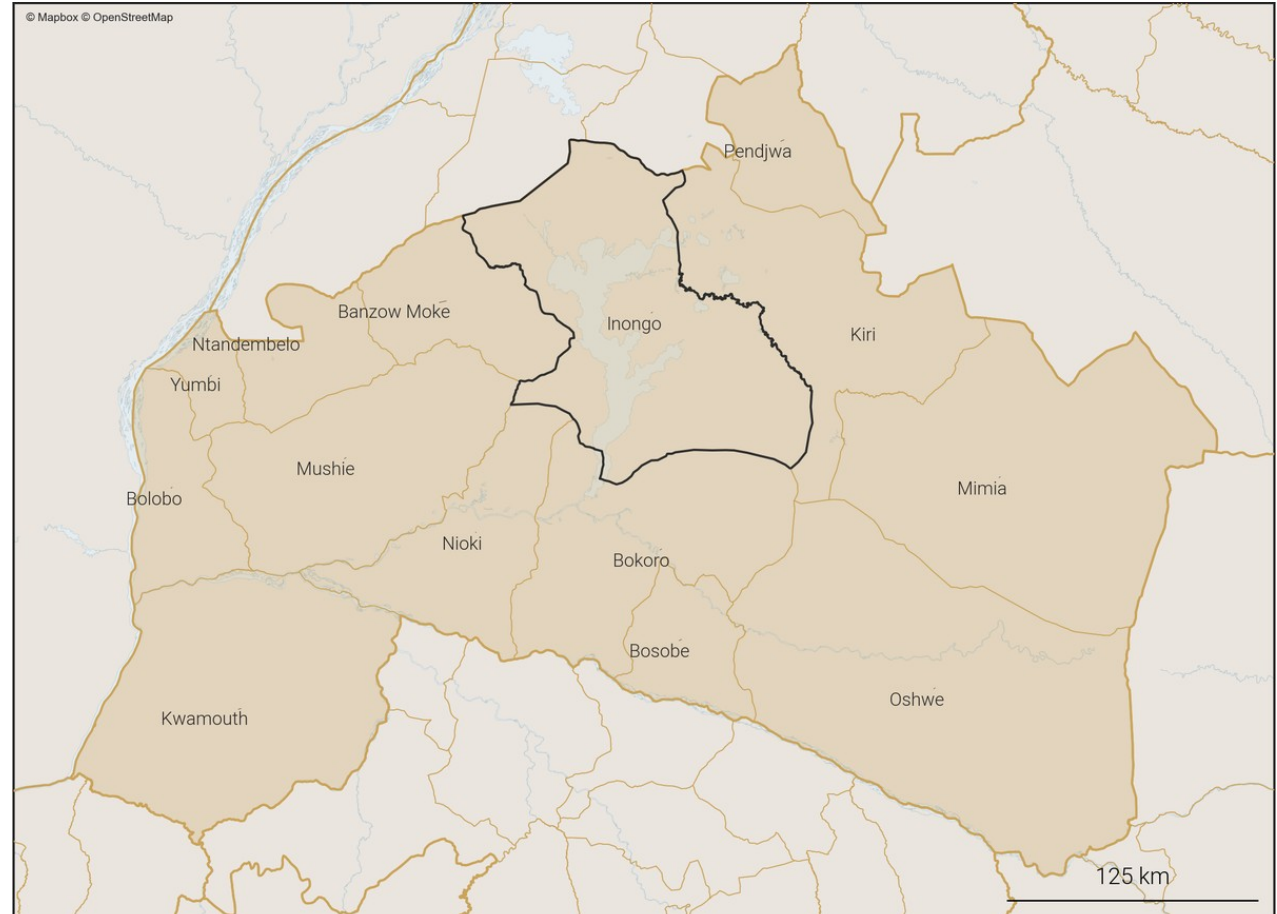 © Mapbox © OpenStreetMap
Pendjwa
Banzow Moke
Inongo
Kiri
Ntandembelo
Yumbi
Mushie
Mimia
Bolobo
Nioki
Bokoro
Bosobe
Oshwe
Kwamouth
125 km